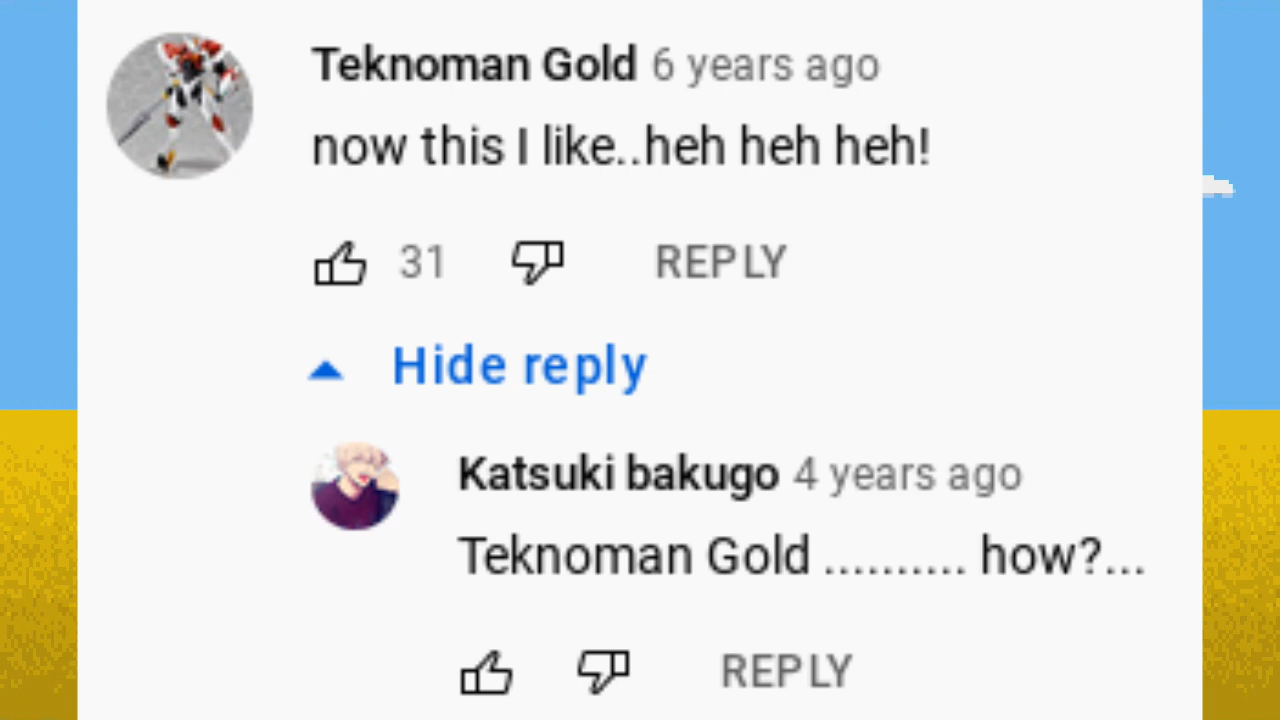 Teknoman Gold 6 years ago
now this I like..heh heh heh!
31 REPLY
Hide reply
Katsuki bakugo 4 years ago
Teknoman Gold .......... how?...
REPLY